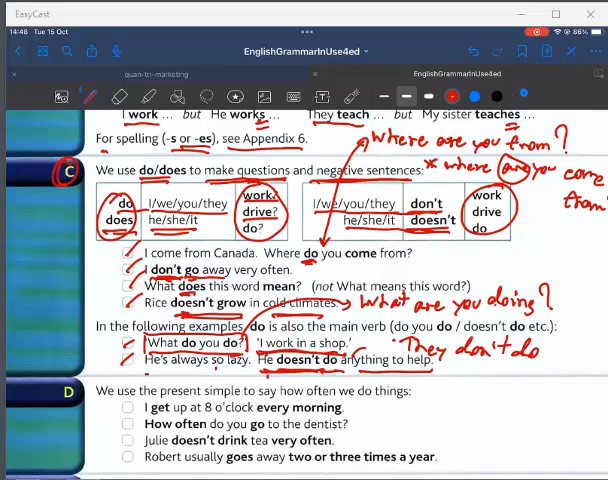 EasyCast
14:48 Tue 15 Oct
86%
EnglishGrammarInUse4ed
quan-tri-marketing
EnglishGrammarInUse4ed
I work ... but He works ... They teach ... but My sister teaches ...
For spelling (-s or -es), see Appendix 6.
where are you from?
C We use do/does to make questions and negative sentences:
* where are you come from?
do I/we/you/they work?
does he/she/it drive?
do?
I/we/you/they don't work
he/she/it doesn't drive
do
I come from Canada. Where do you come from?
I don't go away very often.
What does this word mean? (not What means this word?)
Rice doesn't grow in cold climates.
What are you doing?
In the following examples, do is also the main verb (do you do / doesn't do etc.):
'What do you do?' 'I work in a shop.'
They don't do
He's always so lazy. He doesn't do anything to help.
D We use the present simple to say how often we do things:
I get up at 8 o'clock every morning.
How often do you go to the dentist?
Julie doesn't drink tea very often.
Robert usually goes away two or three times a year.